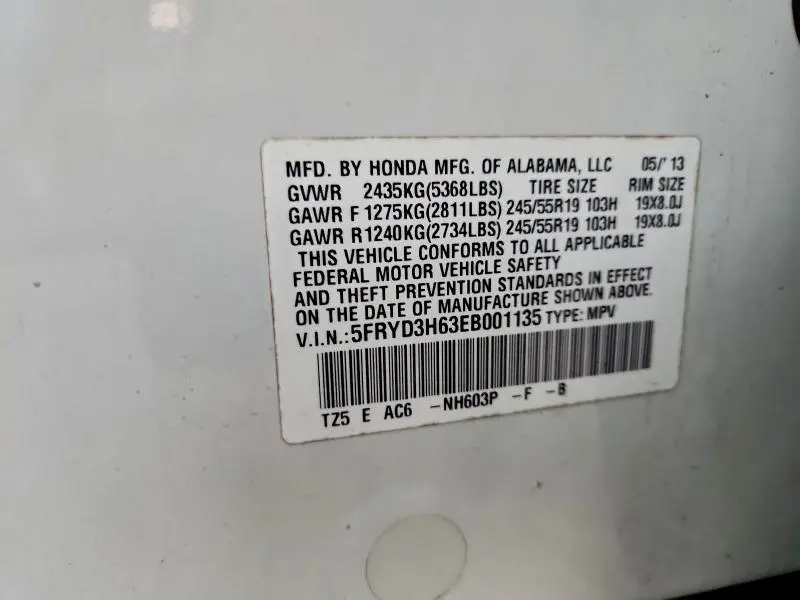 MFD. BY HONDA MFG. OF ALABAMA, LLC 05/'13
GVWR 2435KG(5368LBS) TIRE SIZE RIM SIZE
GAWR F 1275KG(2811LBS) 245/55R19 103H 19X8.0J
GAWR R 1240KG(2734LBS) 245/55R19 103H 19X8.0J
THIS VEHICLE CONFORMS TO ALL APPLICABLE
FEDERAL MOTOR VEHICLE SAFETY
AND THEFT PREVENTION STANDARDS IN EFFECT
ON THE DATE OF MANUFACTURE SHOWN ABOVE.
V.I.N.:5FRYD3H63EB001135 TYPE: MPV
TZ5 E AC6 -NH603P -F -B